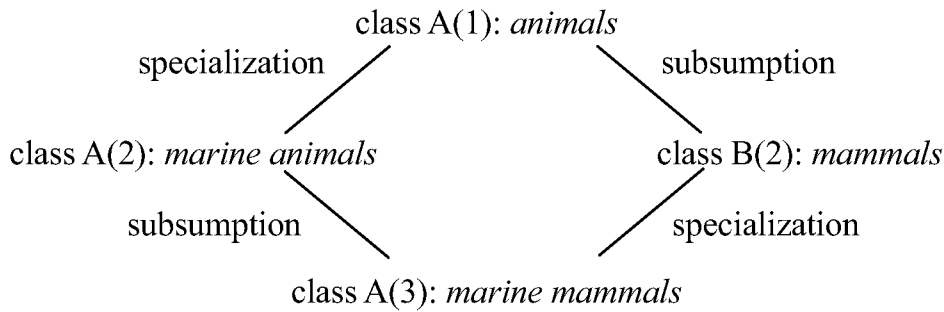 class A(1): animals
specialization
subsumption
class A(2): marine animals
class B(2): mammals
subsumption
specialization
class A(3): marine mammals